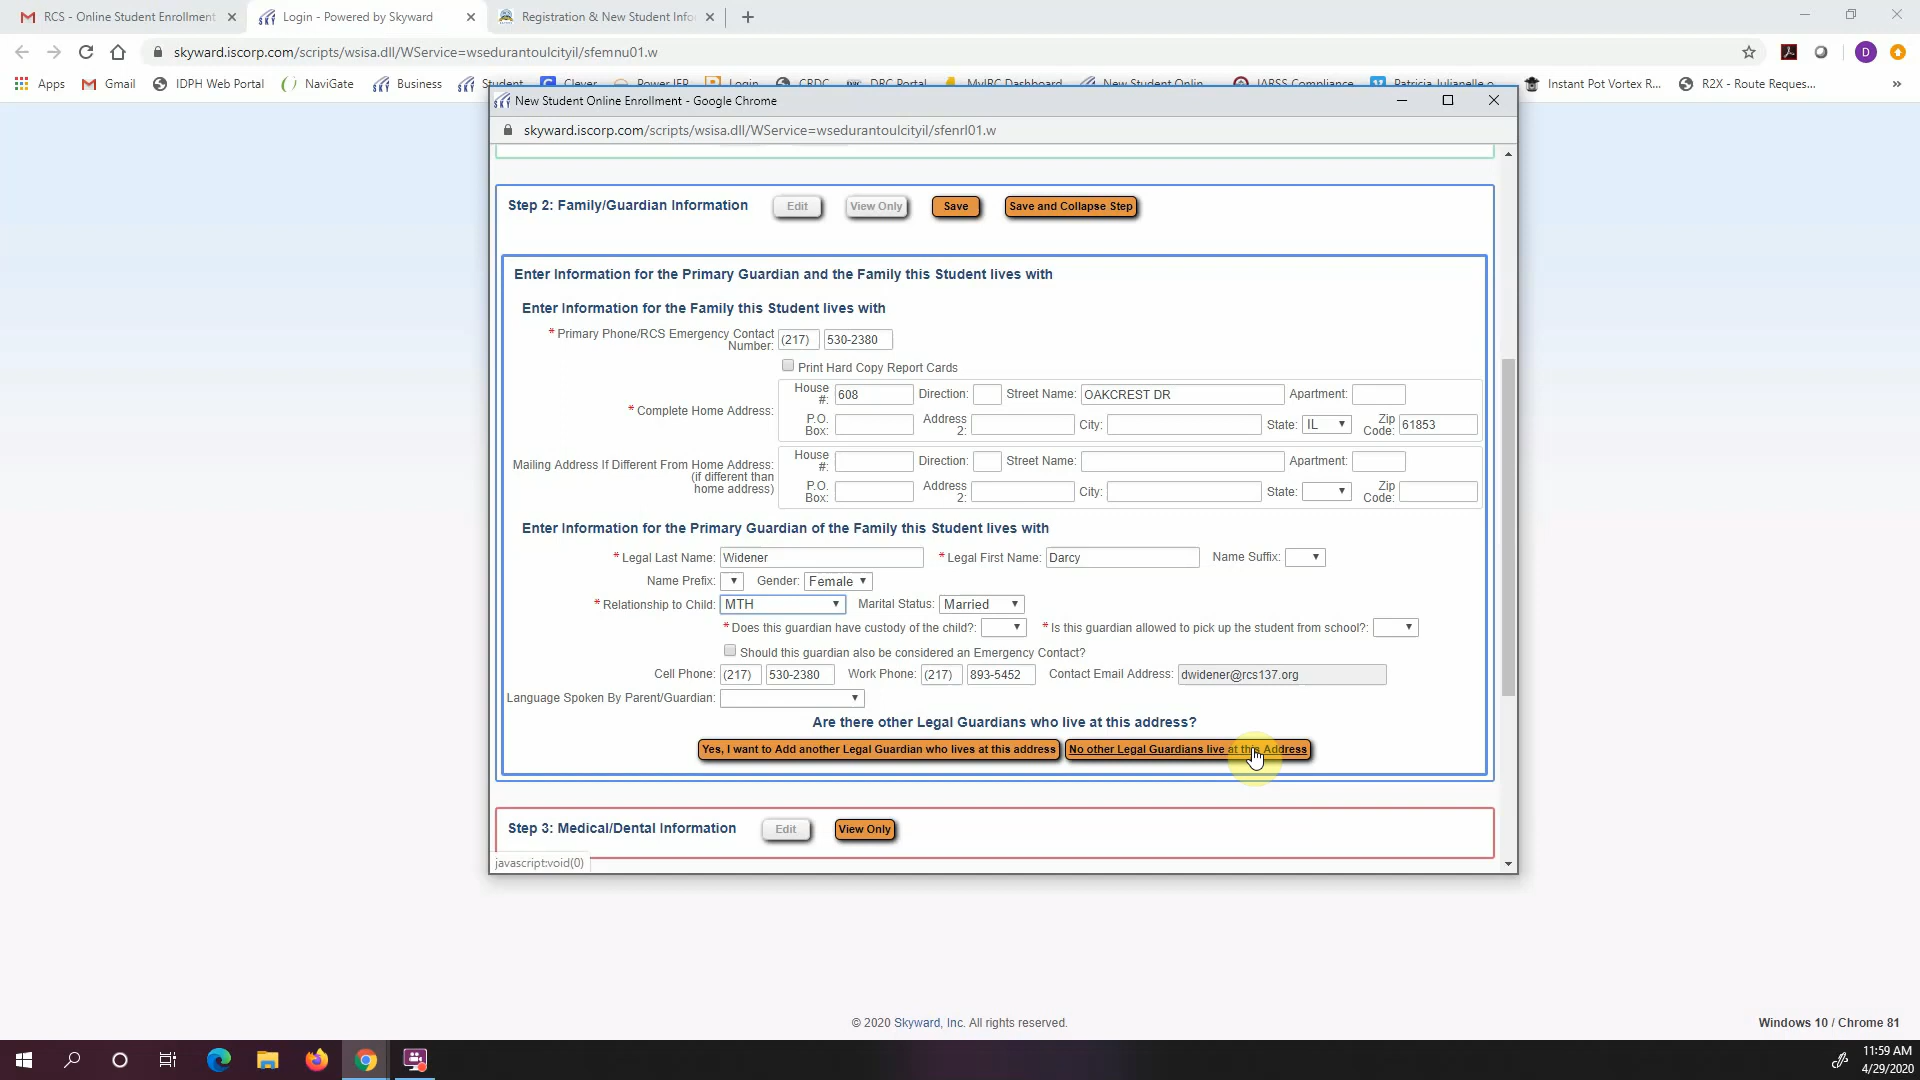 RCS - Online Student Enrollment
Login - Powered by Skyward
Registration & New Student Info
skyward.iscorp.com/scripts/wsisa.dll/WService=wsedurantoulcityil/sfemnu01.w
D
Apps
Gmail
IDPH Web Portal
NaviGate
Business
Student
Clever
Power IEP
Login
CRDC
DRC Portal
MyIRC Dashboard
New Student Onlin
IARSS Compliance
Patricia Julianelle o
Instant Pot Vortex R...
R2X - Route Reques...
»
New Student Online Enrollment - Google Chrome
skyward.iscorp.com/scripts/wsisa.dll/WService=wsedurantoulcityil/sfenrl01.w
Step 2: Family/Guardian Information
Edit
View Only
Save
Save and Collapse Step
Enter Information for the Primary Guardian and the Family this Student lives with
Enter Information for the Family this Student lives with
* Primary Phone/RCS Emergency Contact
Number: (217) 530-2380
Print Hard Copy Report Cards
* Complete Home Address:
House #: 608 Direction: Street Name: OAKCREST DR Apartment:
P.O. Box: Address 2: City: State: IL Zip Code: 61853
Mailing Address If Different From Home Address:
(if different than
home address)
House #: Direction: Street Name: Apartment:
P.O. Box: Address 2: City: State: Zip Code:
Enter Information for the Primary Guardian of the Family this Student lives with
* Legal Last Name: Widener * Legal First Name: Darcy Name Suffix:
Name Prefix: Gender: Female
* Relationship to Child: MTH Marital Status: Married
* Does this guardian have custody of the child?: * Is this guardian allowed to pick up the student from school?:
Should this guardian also be considered an Emergency Contact?
Cell Phone: (217) 530-2380 Work Phone: (217) 893-5452 Contact Email Address: dwidener@rcs137.org
Language Spoken By Parent/Guardian:
Are there other Legal Guardians who live at this address?
Yes, I want to Add another Legal Guardian who lives at this address
No other Legal Guardians live at this Address
Step 3: Medical/Dental Information
Edit
View Only
javascript:void(0)
© 2020 Skyward, Inc. All rights reserved.
Windows 10 / Chrome 81
11:59 AM
4/29/2020